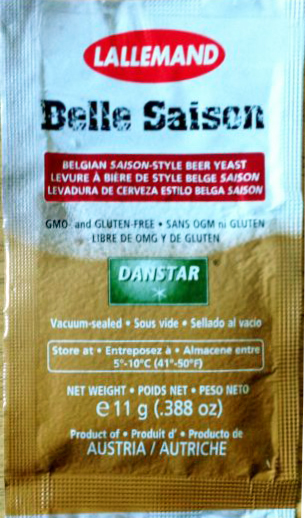 LALLEMAND
Belle Saison
BELGIAN SAISON-STYLE BEER YEAST
LEVURE À BIÈRE DE STYLE BELGE SAISON
LEVADURA DE CERVEZA ESTILO BELGA SAISON
GMO- and GLUTEN-FREE • SANS OGM ni GLUTEN
LIBRE DE OMG Y DE GLUTEN
DANSTAR
Vacuum-sealed • Sous vide • Sellado al vacío
Store at • Entreposez à • Almacene entre
5°-10°C (41°-50°F)
NET WEIGHT • POIDS NET • PESO NETO
e 11 g (.388 oz)
Product of • Produit d' • Producto de
AUSTRIA / AUTRICHE